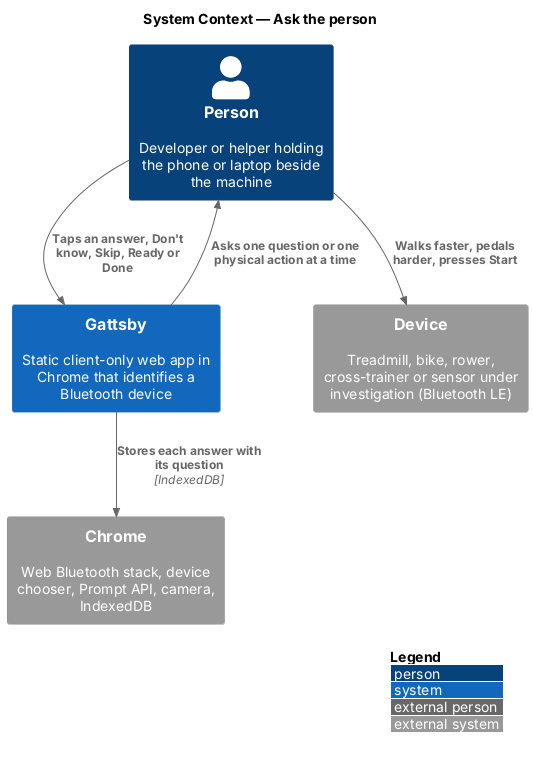 System Context — Ask the person
Person
Developer or helper holding
the phone or laptop beside
the machine
Taps an answer, Don't
know, Skip, Ready or
Done
Asks one question or one
physical action at a time
Walks faster, pedals
harder, presses Start
Gattsby
Static client-only web app in
Chrome that identifies a
Bluetooth device
Device
Treadmill, bike, rower,
cross-trainer or sensor under
investigation (Bluetooth LE)
Stores each answer with
its question
[IndexedDB]
Chrome
Web Bluetooth stack, device
chooser, Prompt API, camera,
IndexedDB
Legend
person
system
external person
external system